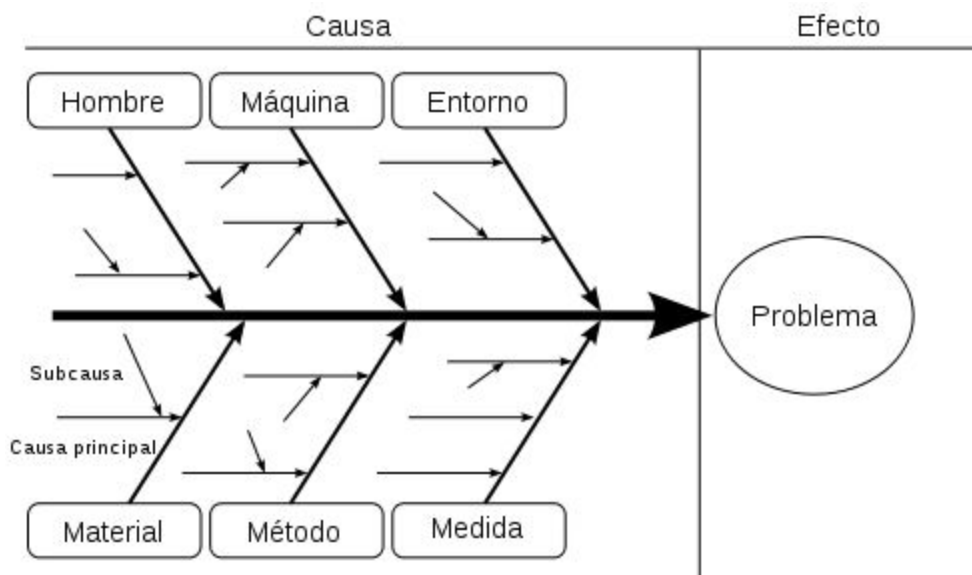 Causa
Efecto
Hombre
Máquina
Entorno
Problema
Subcausa
Causa principal
Material
Método
Medida